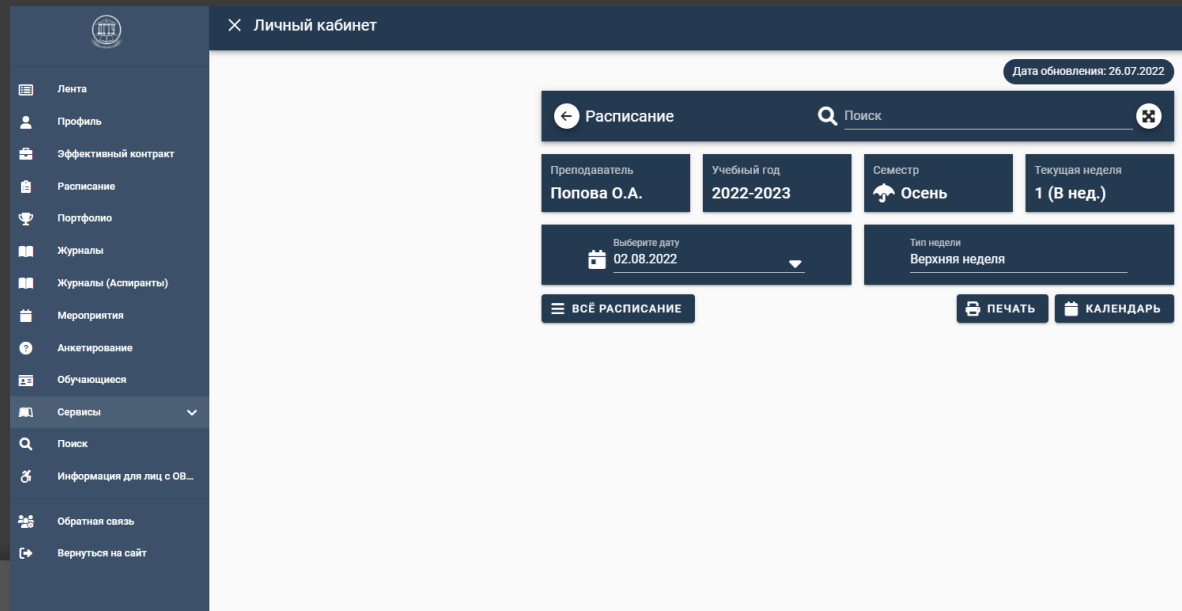 Личный кабинет
Лента
Профиль
Эффективный контракт
Расписание
Портфолио
Журналы
Журналы (Аспиранты)
Мероприятия
Анкетирование
Обучающиеся
Сервисы
Поиск
Информация для лиц с ОВ...
Обратная связь
Вернуться на сайт
Дата обновления: 26.07.2022
Расписание
Поиск
Преподаватель
Попова О.А.
Учебный год
2022-2023
Семестр
Осень
Текущая неделя
1 (В нед.)
Выберите дату
02.08.2022
Тип недели
Верхняя неделя
ВСЁ РАСПИСАНИЕ
ПЕЧАТЬ
КАЛЕНДАРЬ